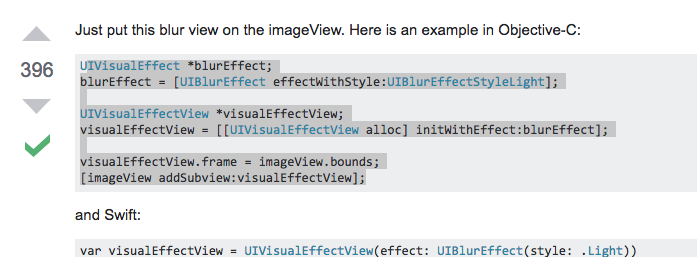 Just put this blur view on the imageView. Here is an example in Objective-C:
396
UIVisualEffect *blurEffect;
blurEffect = [UIBlurEffect effectWithStyle:UIBlurEffectStyleLight];
UIVisualEffectView *visualEffectView;
visualEffectView = [[UIVisualEffectView alloc] initWithEffect:blurEffect];
visualEffectView.frame = imageView.bounds;
[imageView addSubview:visualEffectView];
and Swift:
var visualEffectView = UIVisualEffectView(effect: UIBlurEffect(style: .Light))